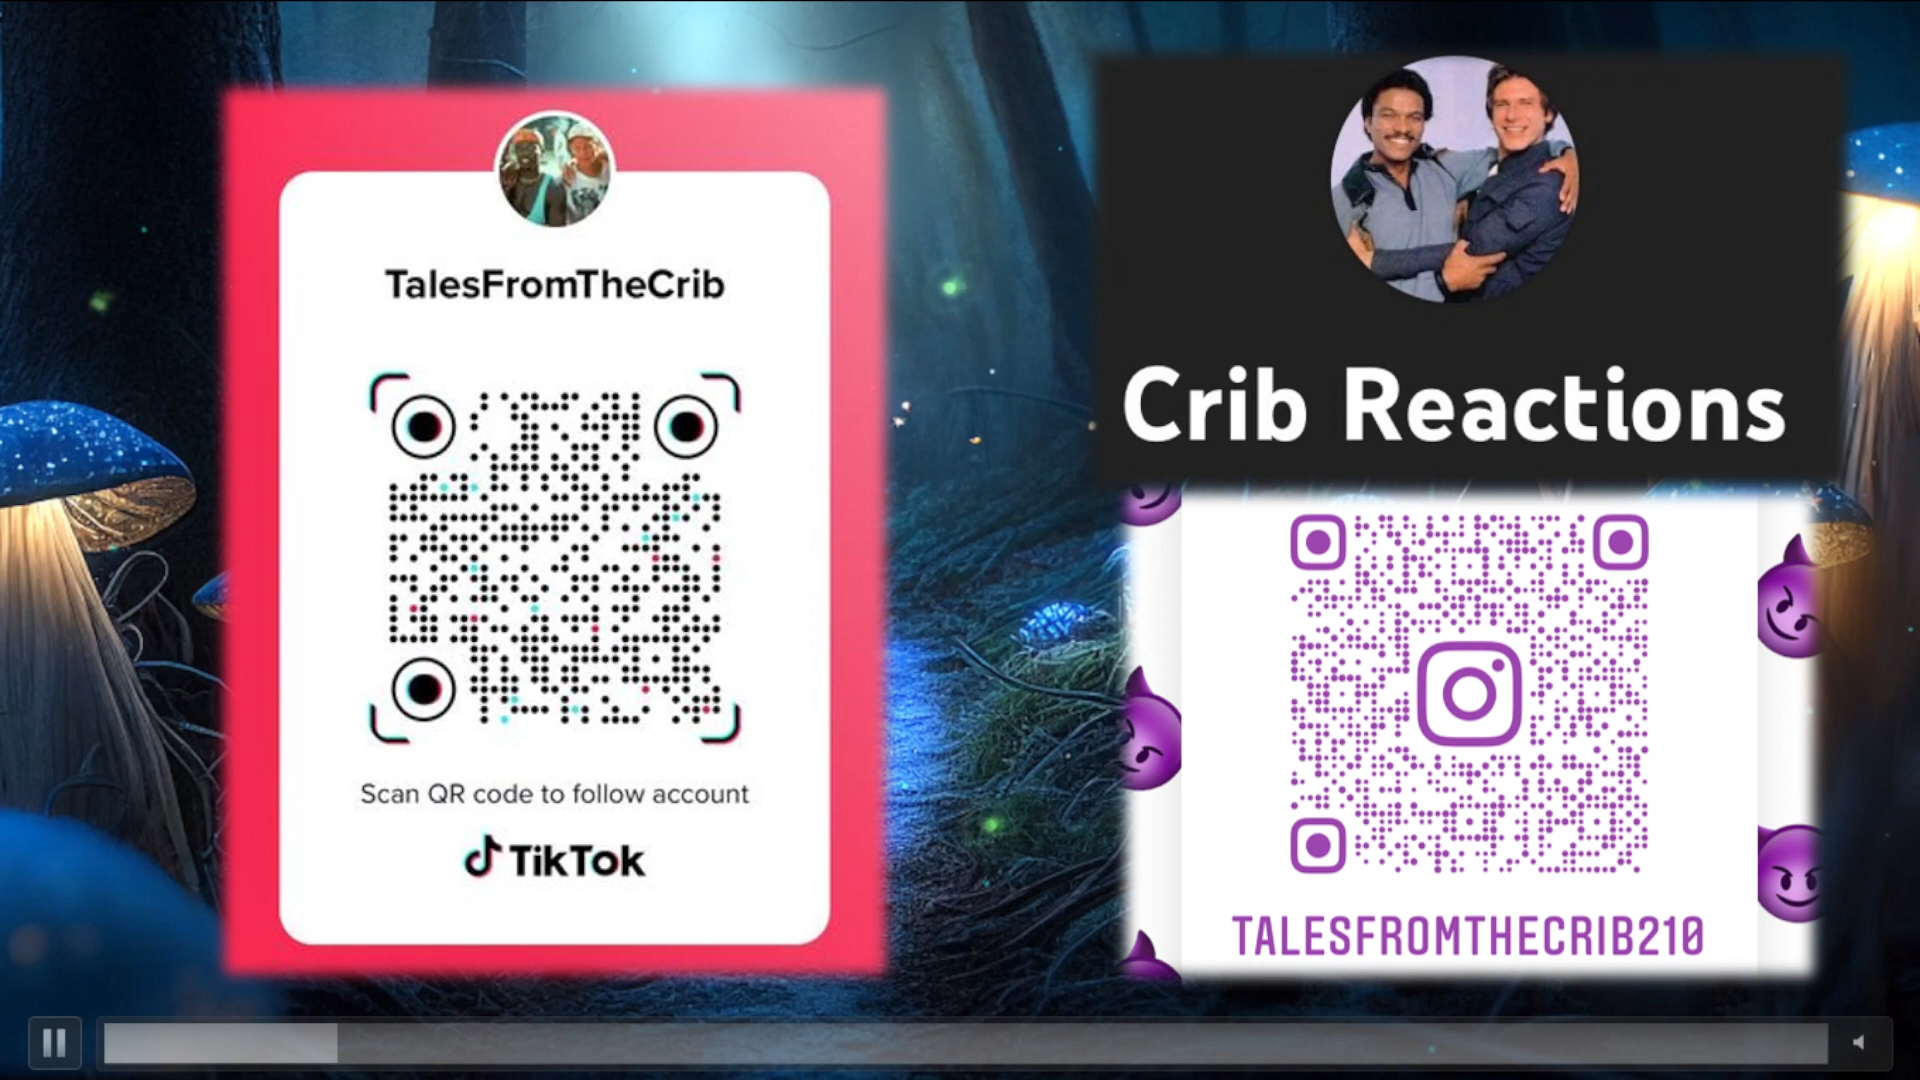 TalesFromTheCrib
Scan QR code to follow account
TikTok
Crib Reactions
TALESFROMTHECRIB210